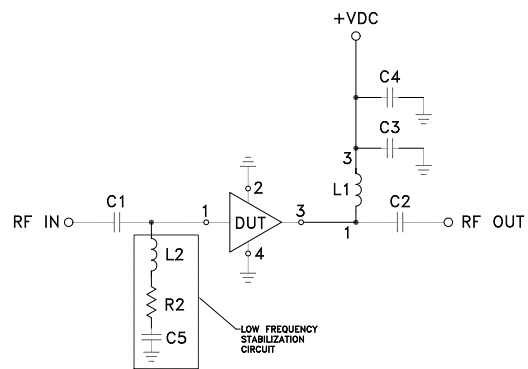 +VDC
C4
C3
3
L1
C1
2
C2
RF IN
1
DUT
3
1
RF OUT
4
L2
R2
C5
LOW FREQUENCY
STABILIZATION
CIRCUIT